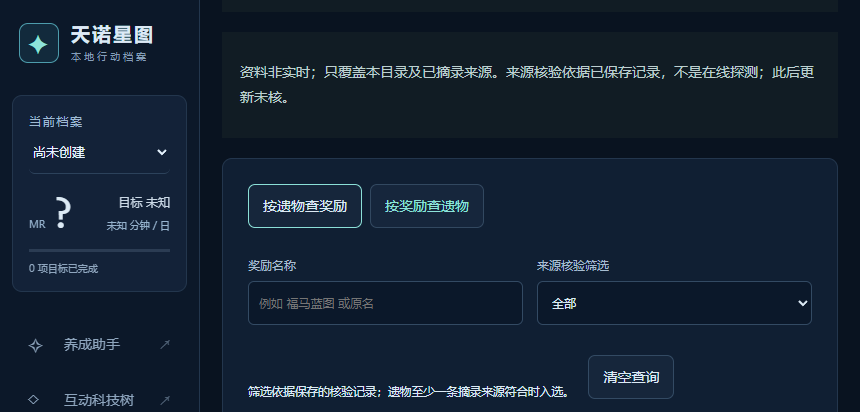 天诺星图
本地行动档案
当前档案
尚未创建
MR ?
目标 未知
未知 分钟 / 日
0 项目标已完成
养成助手 ↗
互动科技树 ↗
资料非实时；只覆盖本目录及已摘录来源。来源核验依据已保存记录，不是在线探测；此后更
新未核。
按遗物查奖励 按奖励查遗物
奖励名称 来源核验筛选
例如 福马蓝图 或原名 全部
筛选依据保存的核验记录；遗物至少一条摘录来源符合时入选。 清空查询